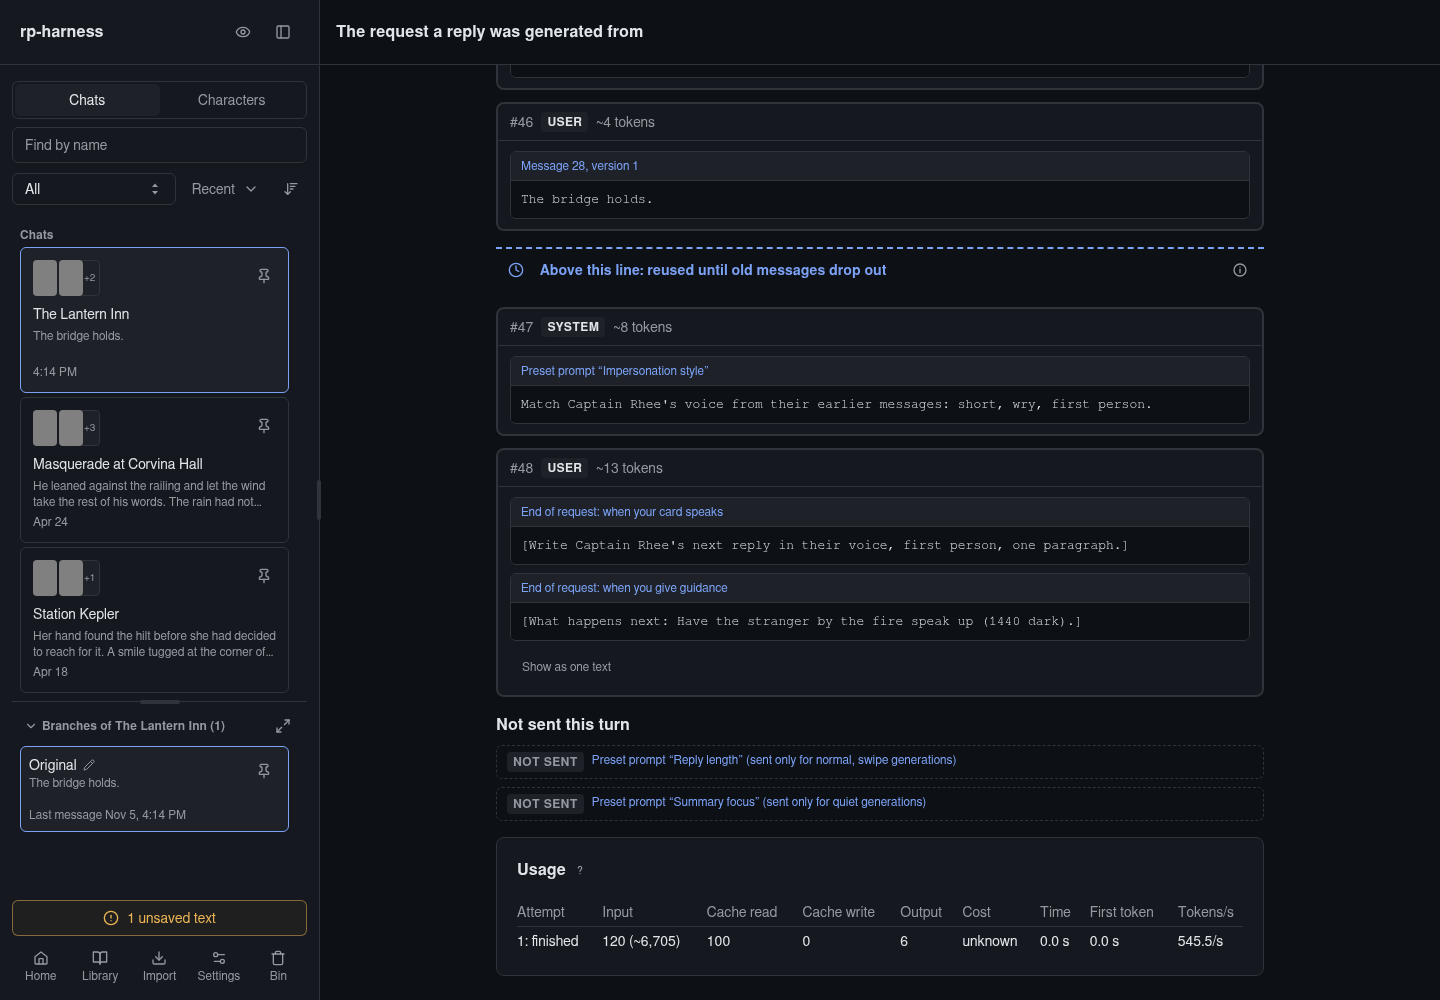 rp-harness
The request a reply was generated from
Chats
Characters
Find by name
All
Recent
Chats
+2
The Lantern Inn
The bridge holds.
4:14 PM
+3
Masquerade at Corvina Hall
He leaned against the railing and let the wind
take the rest of his words. The rain had not…
Apr 24
+1
Station Kepler
Her hand found the hilt before she had decided
to reach for it. A smile tugged at the corner of…
Apr 18
Branches of The Lantern Inn (1)
Original
The bridge holds.
Last message Nov 5, 4:14 PM
1 unsaved text
Home
Library
Import
Settings
Bin
#46 USER ~4 tokens
Message 28, version 1
The bridge holds.
Above this line: reused until old messages drop out
#47 SYSTEM ~8 tokens
Preset prompt “Impersonation style”
Match Captain Rhee's voice from their earlier messages: short, wry, first person.
#48 USER ~13 tokens
End of request: when your card speaks
[Write Captain Rhee's next reply in their voice, first person, one paragraph.]
End of request: when you give guidance
[What happens next: Have the stranger by the fire speak up (1440 dark).]
Show as one text
Not sent this turn
NOT SENT Preset prompt “Reply length” (sent only for normal, swipe generations)
NOT SENT Preset prompt “Summary focus” (sent only for quiet generations)
Usage ?
Attempt Input Cache read Cache write Output Cost Time First token Tokens/s
1: finished 120 (~6,705) 100 0 6 unknown 0.0 s 0.0 s 545.5/s